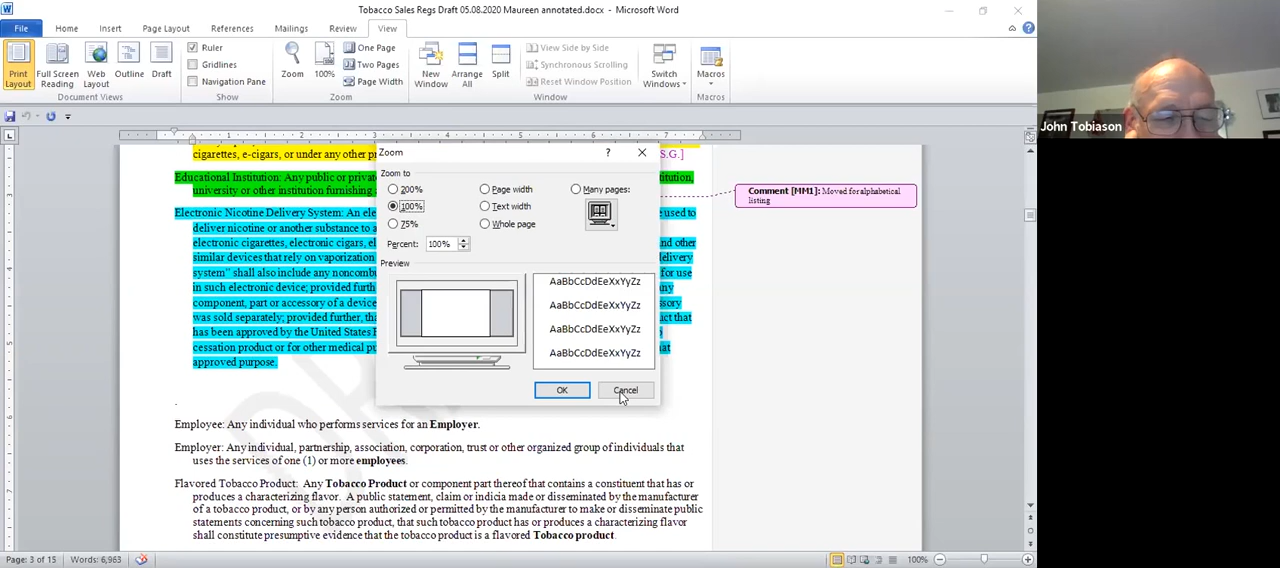 Tobacco Sales Regs Draft 05.08.2020 Maureen annotated.docx - Microsoft Word
File Home Insert Page Layout References Mailings Review View
Print Layout
Full Screen Reading
Web Layout
Outline
Draft
Document Views
Ruler
Gridlines
Navigation Pane
Show
Zoom
100%
One Page
Two Pages
Page Width
Zoom
New Window
Arrange All
Split
View Side by Side
Synchronous Scrolling
Reset Window Position
Window
Switch Windows
Macros
Macros
John Tobiason
cigarettes, e-cigars, or under any other S.G.]
Educational Institution: Any public or institution,
university or other institution furnishing
Electronic Nicotine Delivery System: An used to
deliver nicotine or another substance to
electronic cigarettes, electronic cigars, and other
similar devices that rely on vaporization
system” shall also include any for use
in such electronic device; provided any
component, part or accessory of a
was sold separately; provided further, that
has been approved by the United States
cessation product or for other medical
approved purpose.
Comment [MM1]: Moved for alphabetical
listing
Zoom
Zoom to
200% Page width Many pages:
100% Text width
75% Whole page
Percent: 100%
Preview
AaBbCcDdEeXxYyZz
AaBbCcDdEeXxYyZz
AaBbCcDdEeXxYyZz
AaBbCcDdEeXxYyZz
OK Cancel
Employee: Any individual who performs services for an Employer.
Employer: Any individual, partnership, association, corporation, trust or other organized group of individuals that
uses the services of one (1) or more employees.
Flavored Tobacco Product: Any Tobacco Product or component part thereof that contains a constituent that has or
produces a characterizing flavor. A public statement, claim or indicia made or disseminated by the manufacturer
of a tobacco product, or by any person authorized or permitted by the manufacturer to make or disseminate public
statements concerning such tobacco product, that such tobacco product has or produces a characterizing flavor
shall constitute presumptive evidence that the tobacco product is a flavored Tobacco product.
Page: 3 of 15 Words: 6,963 100%